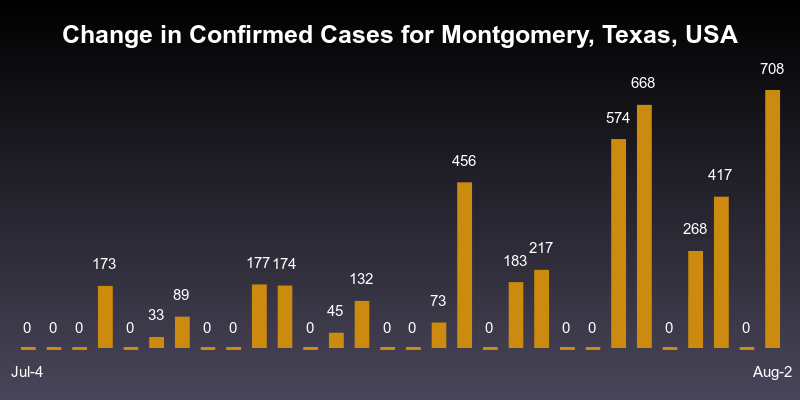 Change in Confirmed Cases for Montgomery, Texas, USA
0 0 0 173 0 33 89 0 0 177 174 0 45 132 0 0 73 456 0 183 217 0 0 574 668 0 268 417 0 708
Jul-4 Aug-2